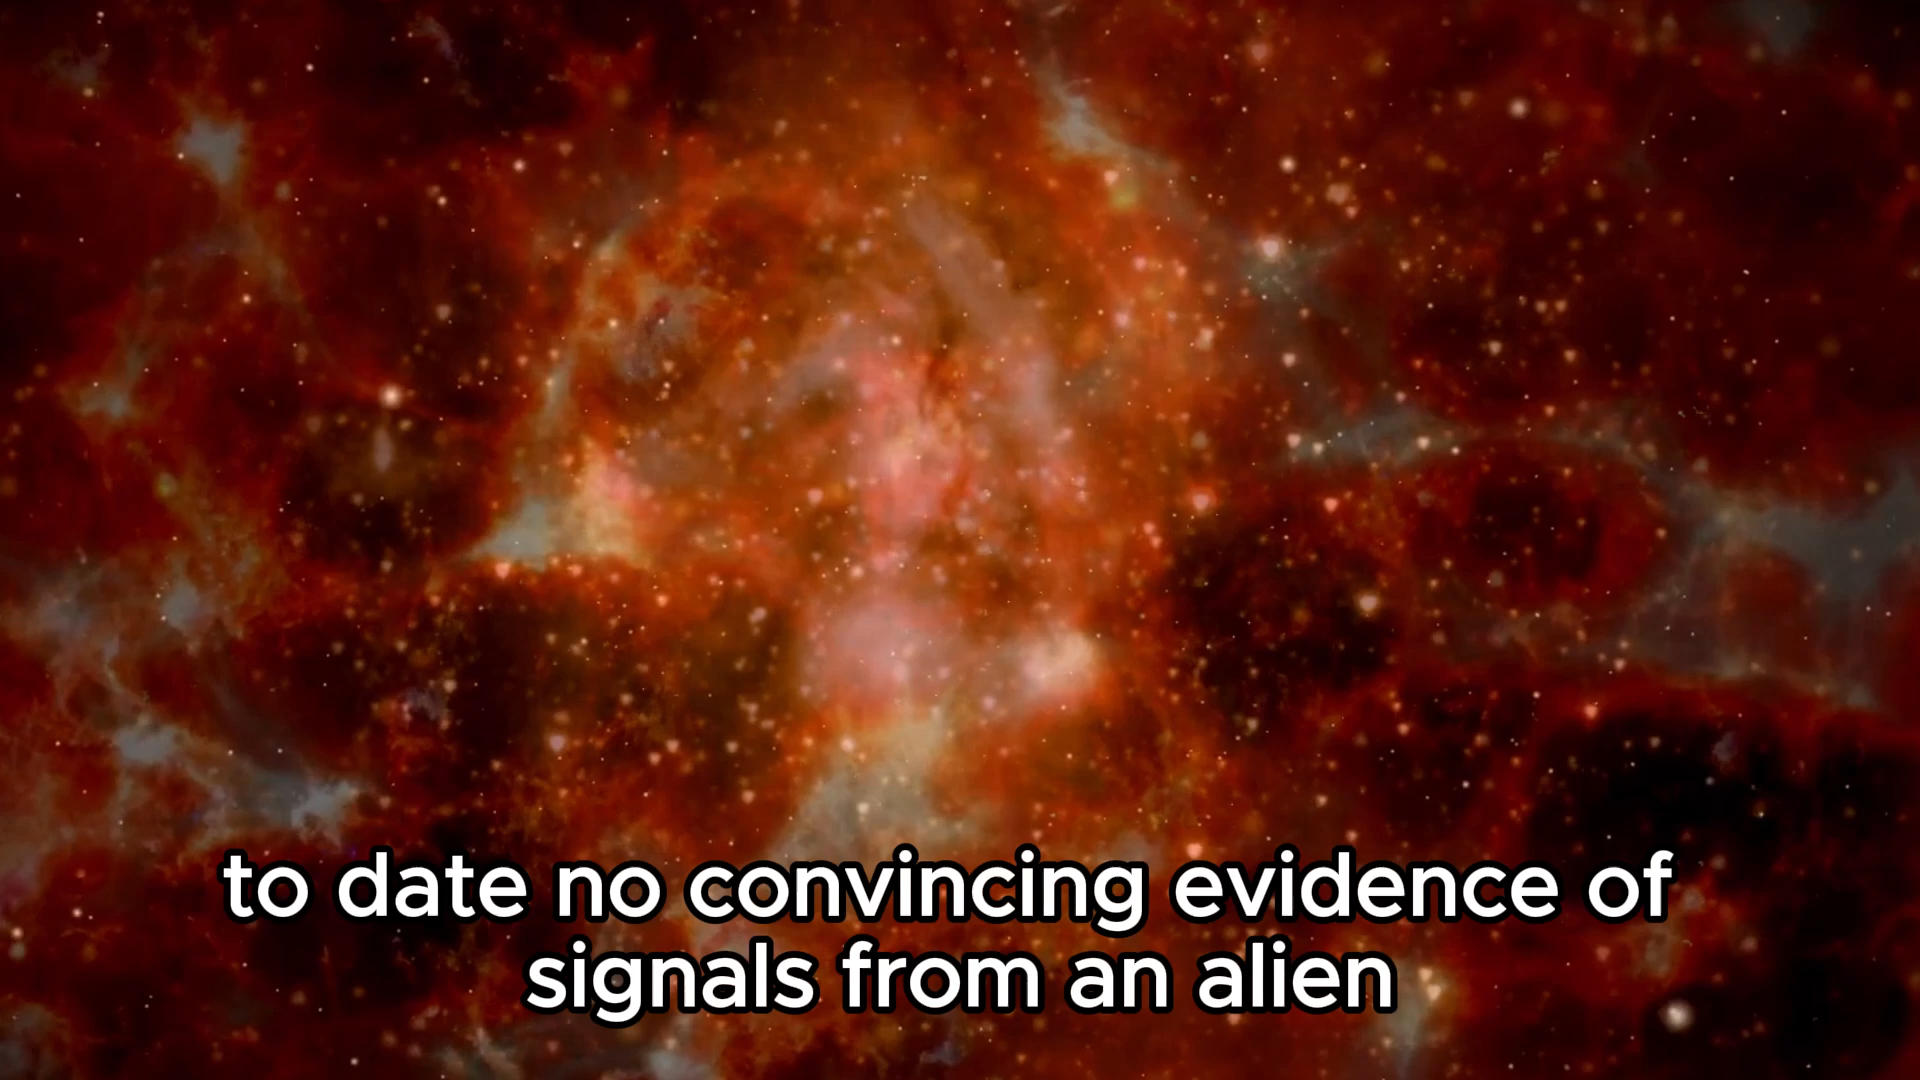 to date no convincing evidence of
signals from an alien